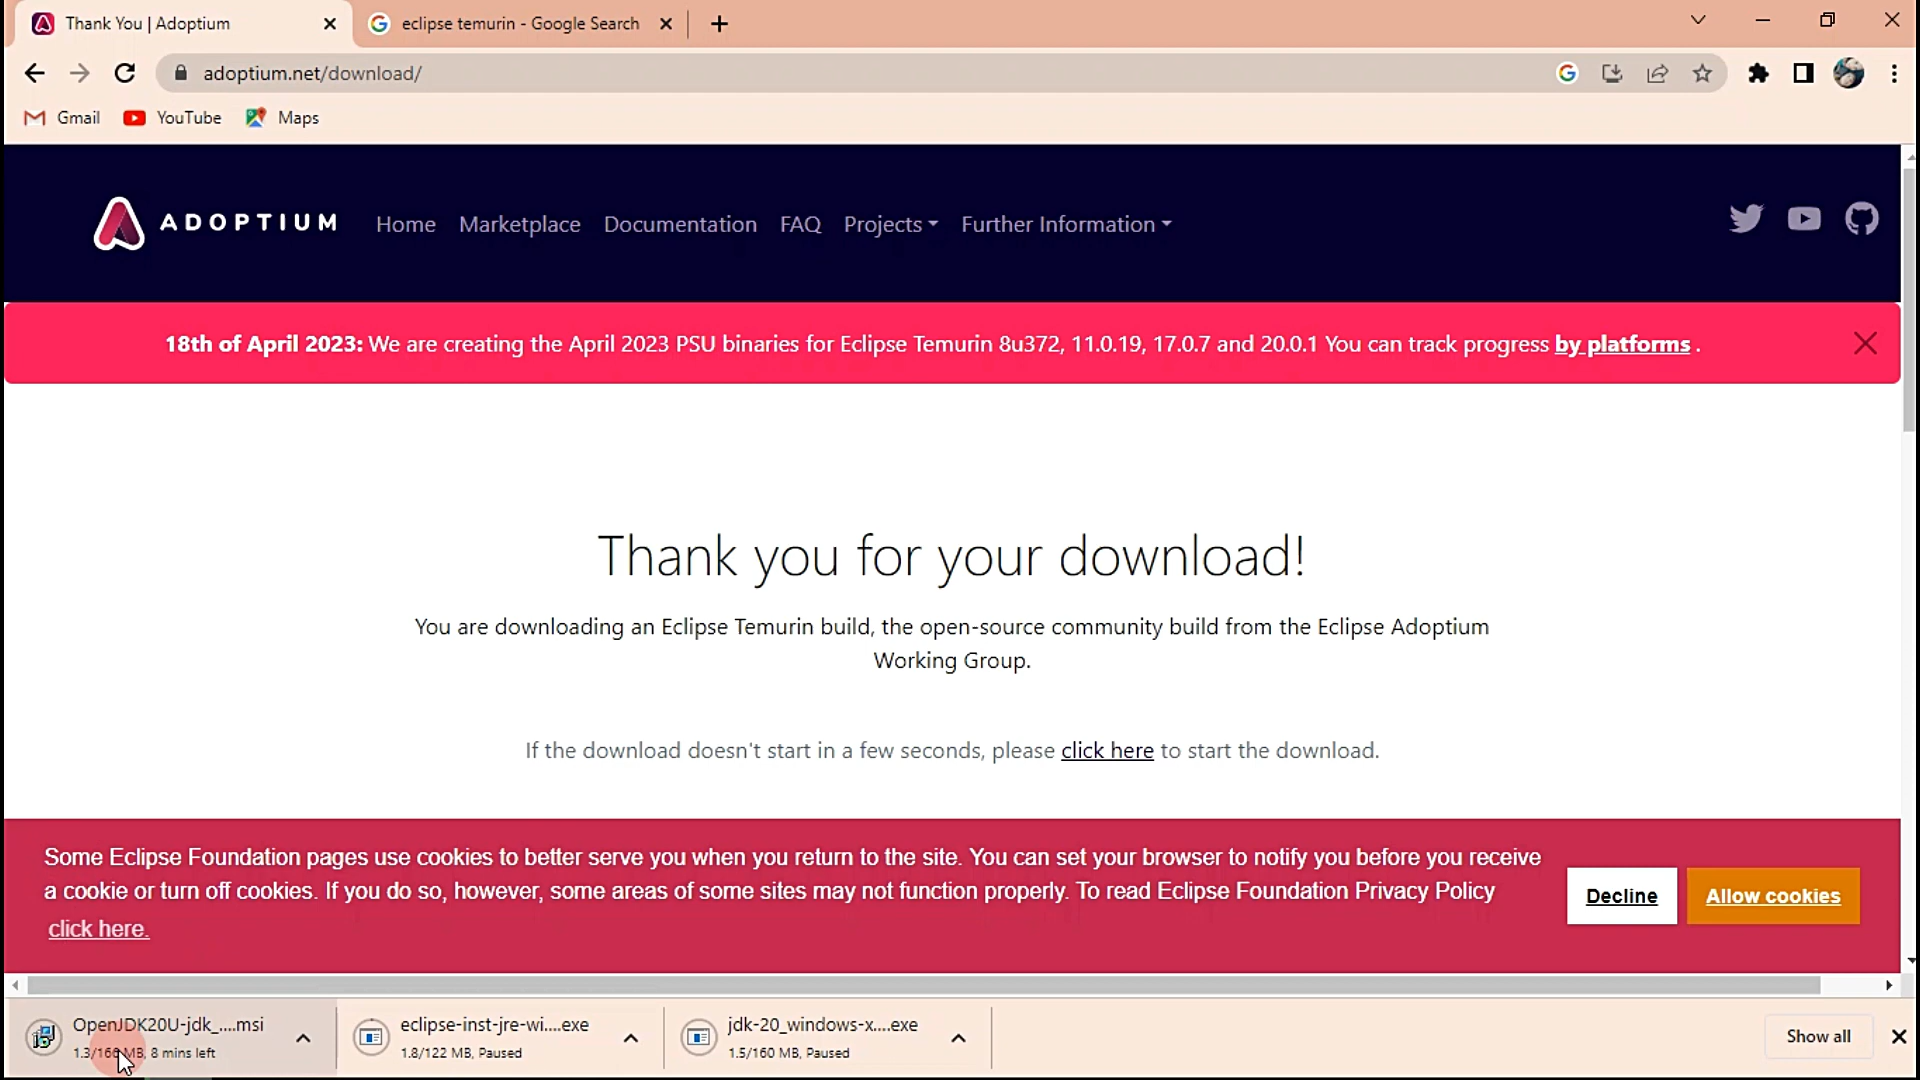 Thank You | Adoptium
eclipse temurin - Google Search
adoptium.net/download/
Gmail YouTube Maps
ADOPTIUM Home Marketplace Documentation FAQ Projects Further Information
18th of April 2023: We are creating the April 2023 PSU binaries for Eclipse Temurin 8u372, 11.0.19, 17.0.7 and 20.0.1 You can track progress by platforms .
Thank you for your download!
You are downloading an Eclipse Temurin build, the open-source community build from the Eclipse Adoptium
Working Group.
If the download doesn't start in a few seconds, please click here to start the download.
Some Eclipse Foundation pages use cookies to better serve you when you return to the site. You can set your browser to notify you before you receive
a cookie or turn off cookies. If you do so, however, some areas of some sites may not function properly. To read Eclipse Foundation Privacy Policy
click here.
Decline
Allow cookies
OpenJDK20U-jdk_....msi
1.3/166 MB, 8 mins left
eclipse-inst-jre-wi....exe
1.8/122 MB, Paused
jdk-20_windows-x....exe
1.5/160 MB, Paused
Show all